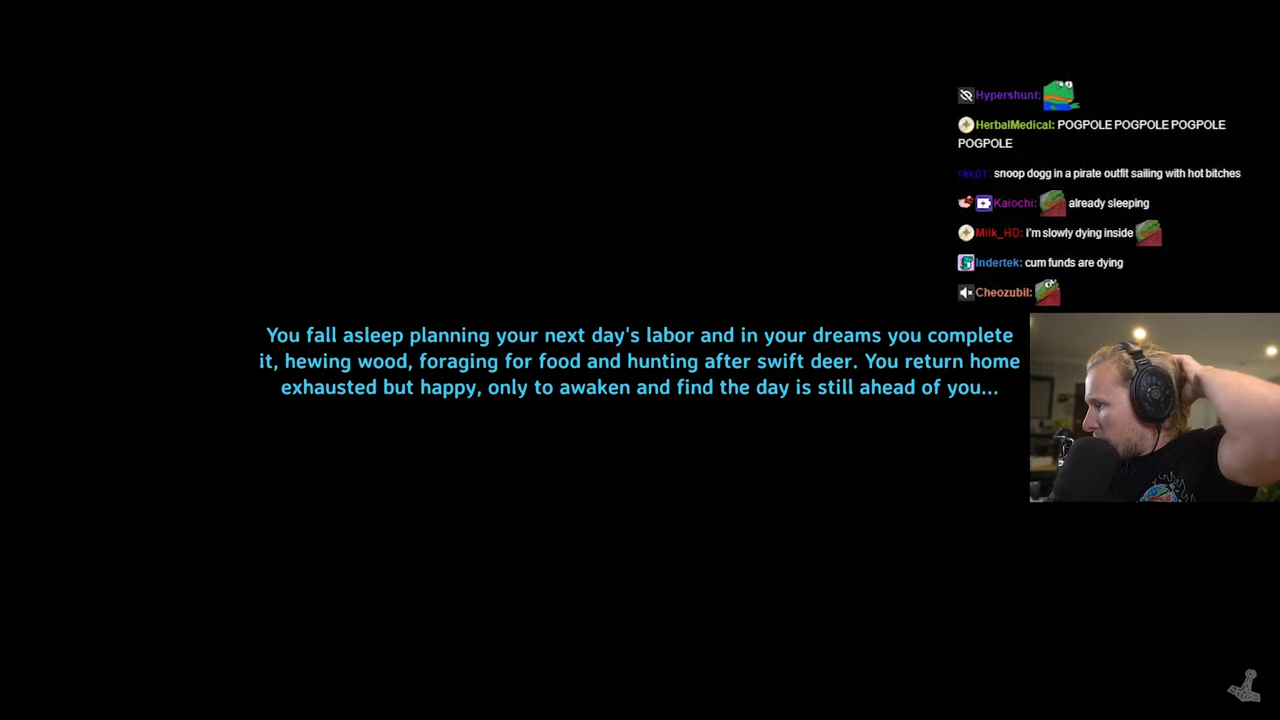 Hypershunt:
HerbalMedical: POGPOLE POGPOLE POGPOLE
POGPOLE
rayp1: snoop dogg in a pirate outfit sailing with hot bitches
Kaiochi: already sleeping
Milk_HD: I'm slowly dying inside
Indertek: cum funds are dying
Cheozubil:
You fall asleep planning your next day's labor and in your dreams you complete
it, hewing wood, foraging for food and hunting after swift deer. You return home
exhausted but happy, only to awaken and find the day is still ahead of you...